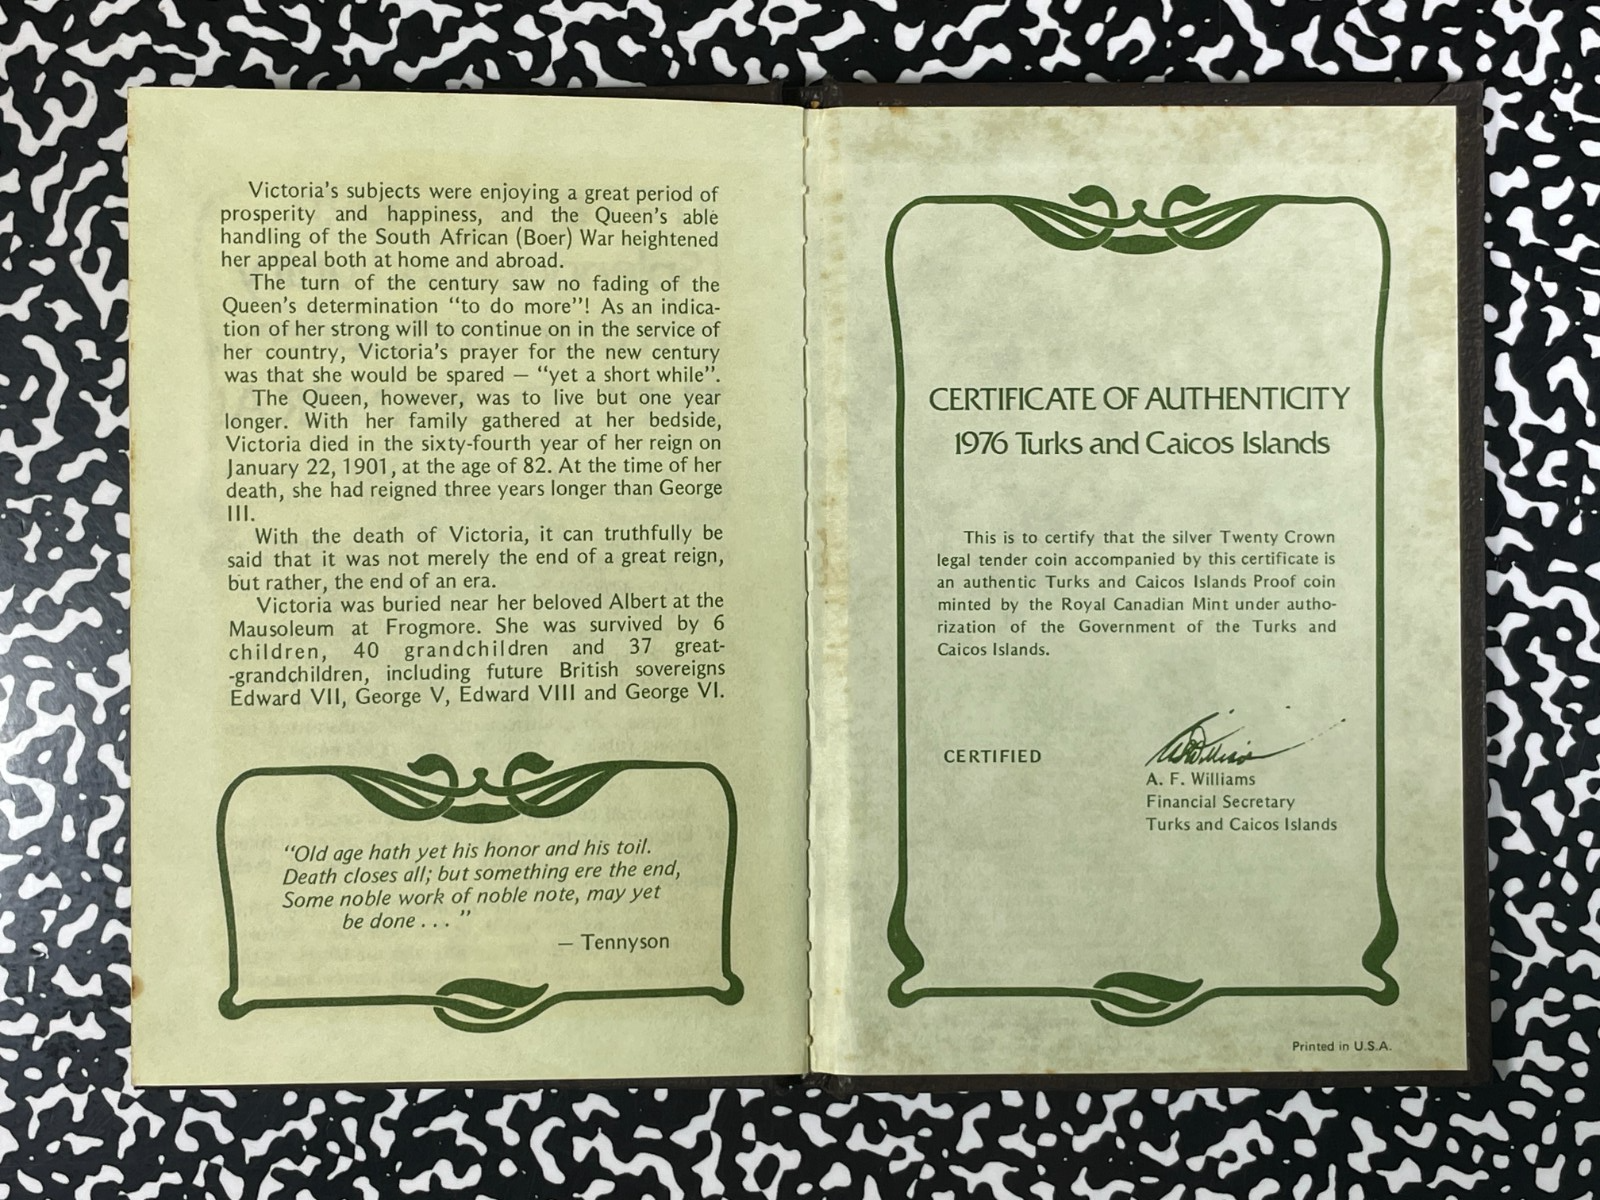 Victoria's subjects were enjoying a great period of
prosperity and happiness, and the Queen's able
handling of the South African (Boer) War heightened
her appeal both at home and abroad.
The turn of the century saw no fading of the
Queen's determination “to do more”! As an indica-
tion of her strong will to continue on in the service of
her country, Victoria's prayer for the new century
was that she would be spared — “yet a short while”.
The Queen, however, was to live but one year
longer. With her family gathered at her bedside,
Victoria died in the sixty-fourth year of her reign on
January 22, 1901, at the age of 82. At the time of her
death, she had reigned three years longer than George
III.
With the death of Victoria, it can truthfully be
said that it was not merely the end of a great reign,
but rather, the end of an era.
Victoria was buried near her beloved Albert at the
Mausoleum at Frogmore. She was survived by 6
children, 40 grandchildren and 37 great-
-grandchildren, including future British sovereigns
Edward VII, George V, Edward VIII and George VI.
“Old age hath yet his honor and his toil.
Death closes all; but something ere the end,
Some noble work of noble note, may yet
be done . . . ”
— Tennyson
CERTIFICATE OF AUTHENTICITY
1976 Turks and Caicos Islands
This is to certify that the silver Twenty Crown
legal tender coin accompanied by this certificate is
an authentic Turks and Caicos Islands Proof coin
minted by the Royal Canadian Mint under autho-
rization of the Government of the Turks and
Caicos Islands.
CERTIFIED
A. F. Williams
Financial Secretary
Turks and Caicos Islands
Printed in U.S.A.